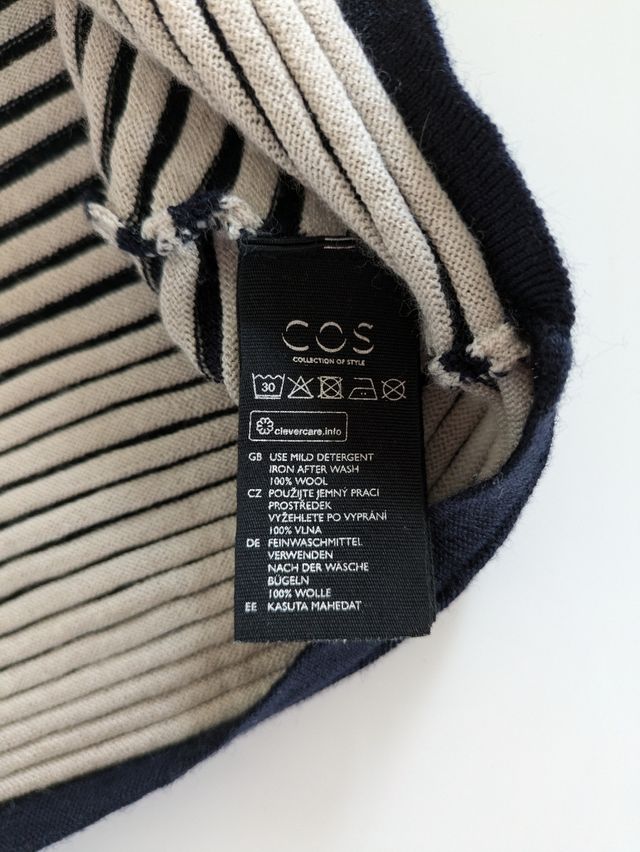 COS
COLLECTION OF STYLE
30
clevercare.info
GB USE MILD DETERGENT
IRON AFTER WASH
100% WOOL
CZ POUŽIJTE JEMNÝ PRACI
PROSTŘEDEK
VYŽEHLETE PO VYPRÁNÍ
100% VLNA
DE FEINWASCHMITTEL
VERWENDEN
NACH DER WÄSCHE
BÜGELN
100% WOLLE
EE KASUTA MAHEDAT